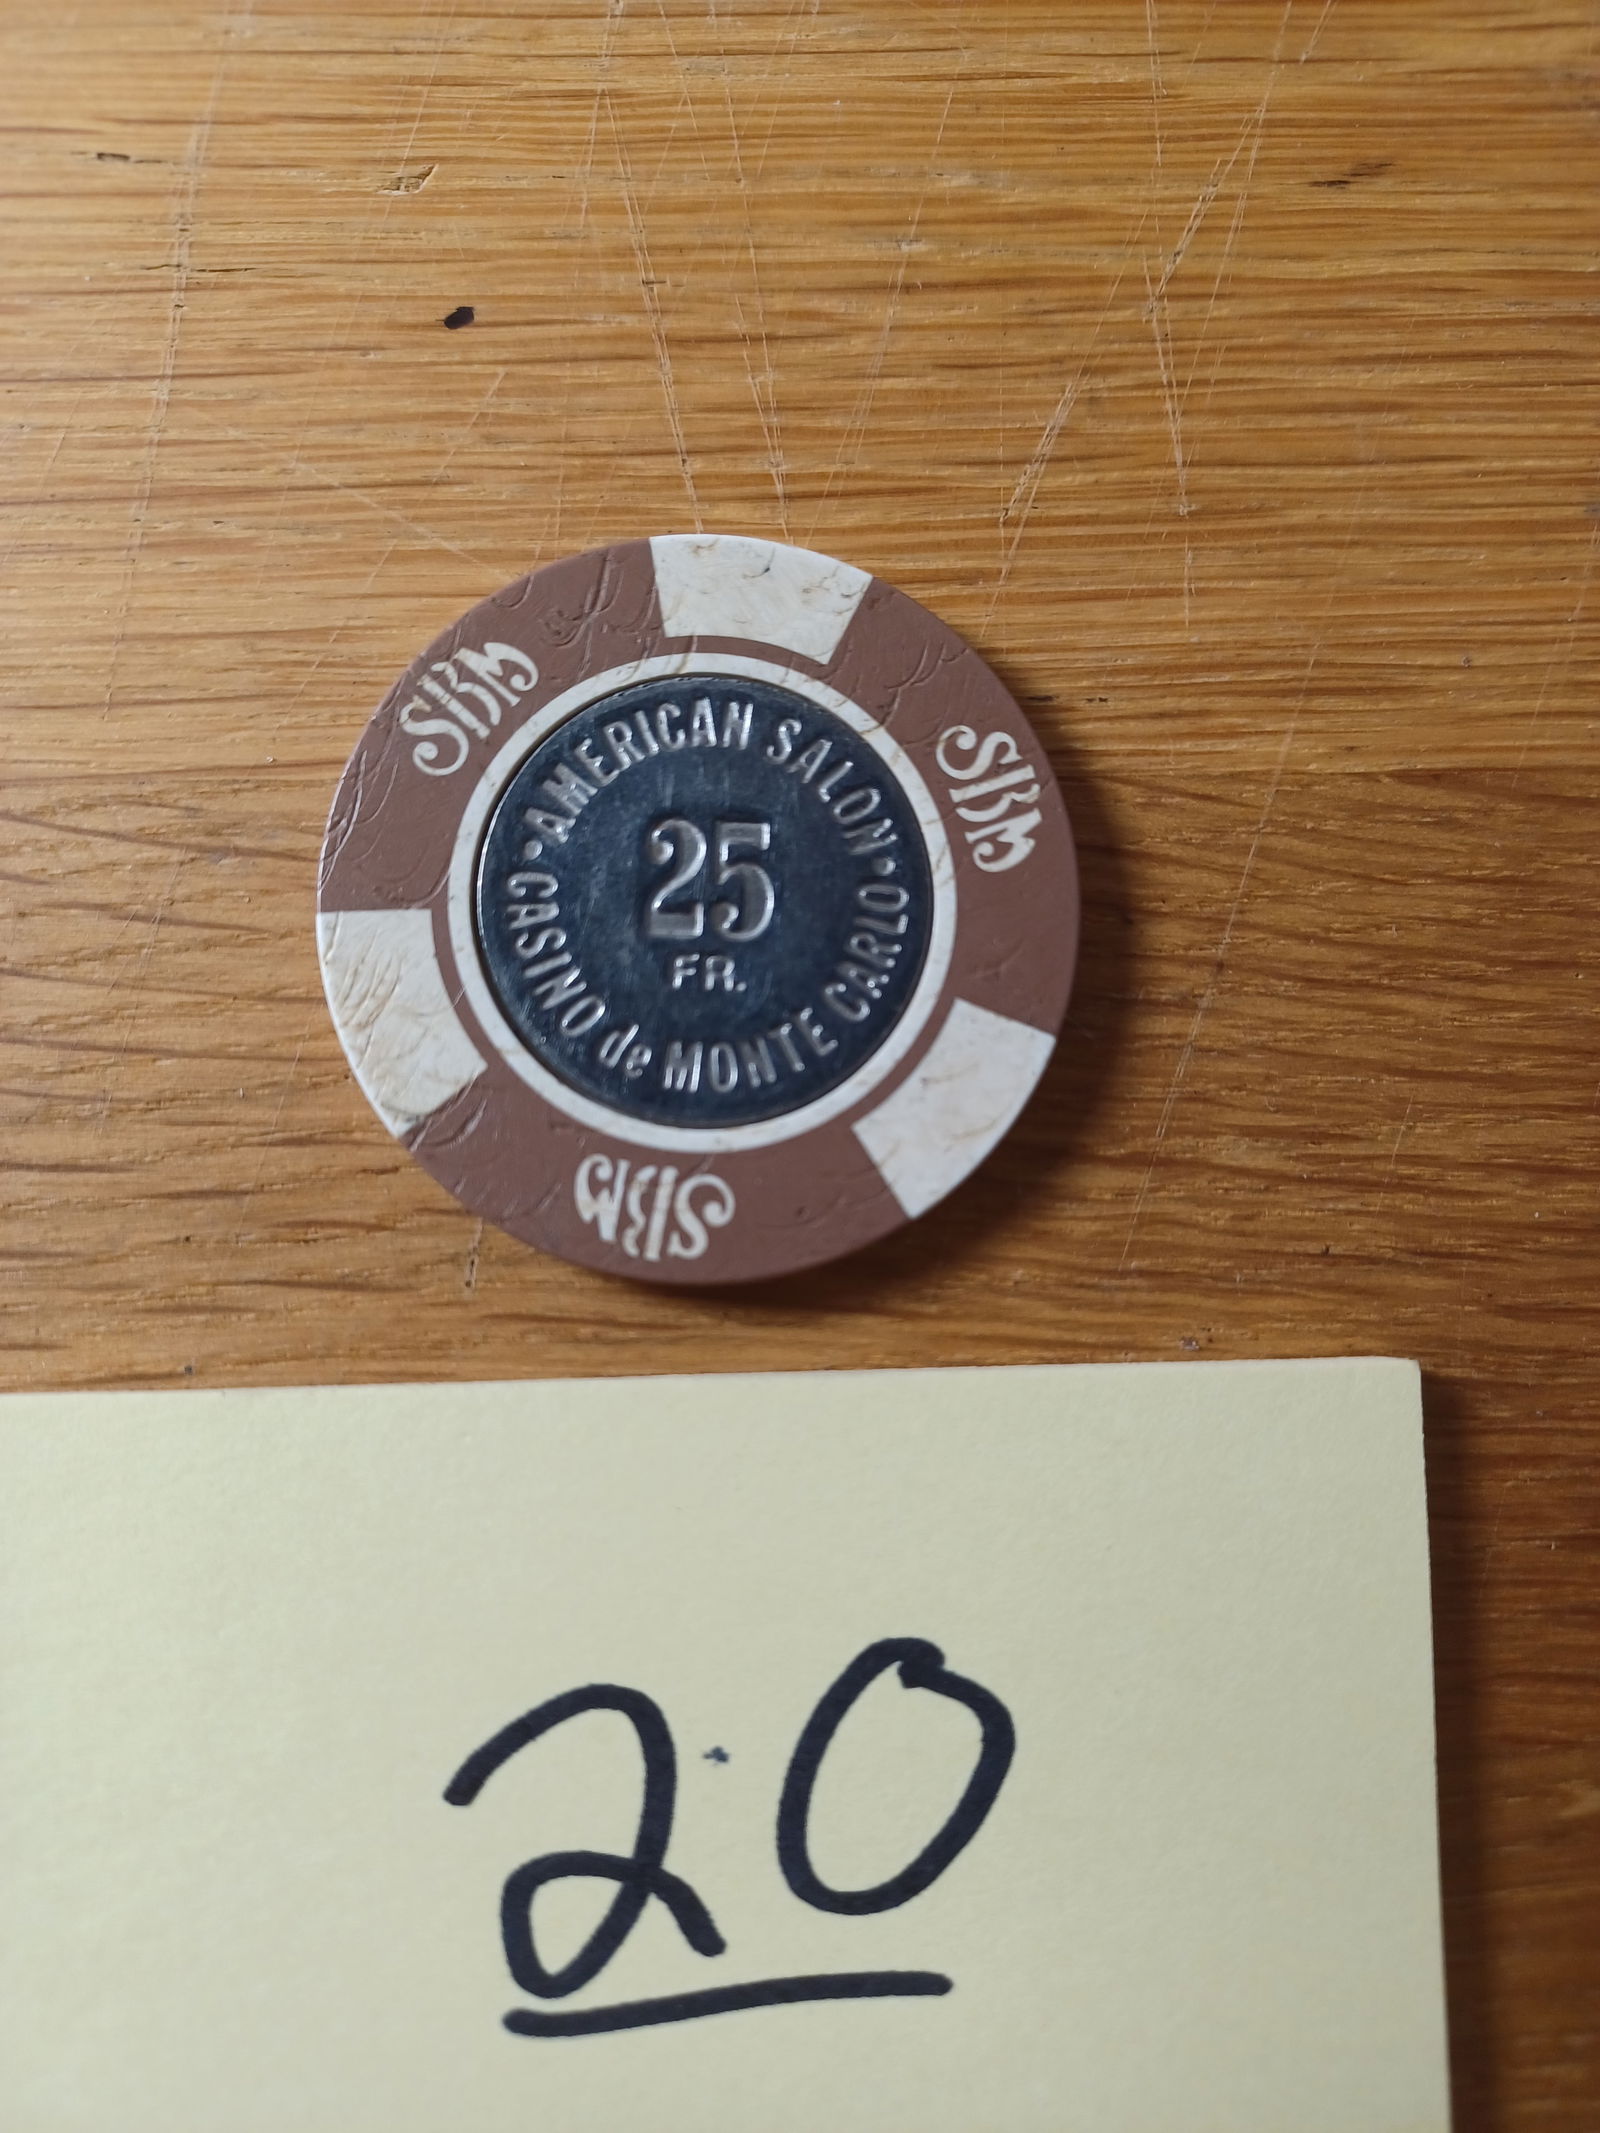 SBM
SBM
• AMERICAN SALON •
25
FR.
CASINO de MONTE CARLO
SBM
20